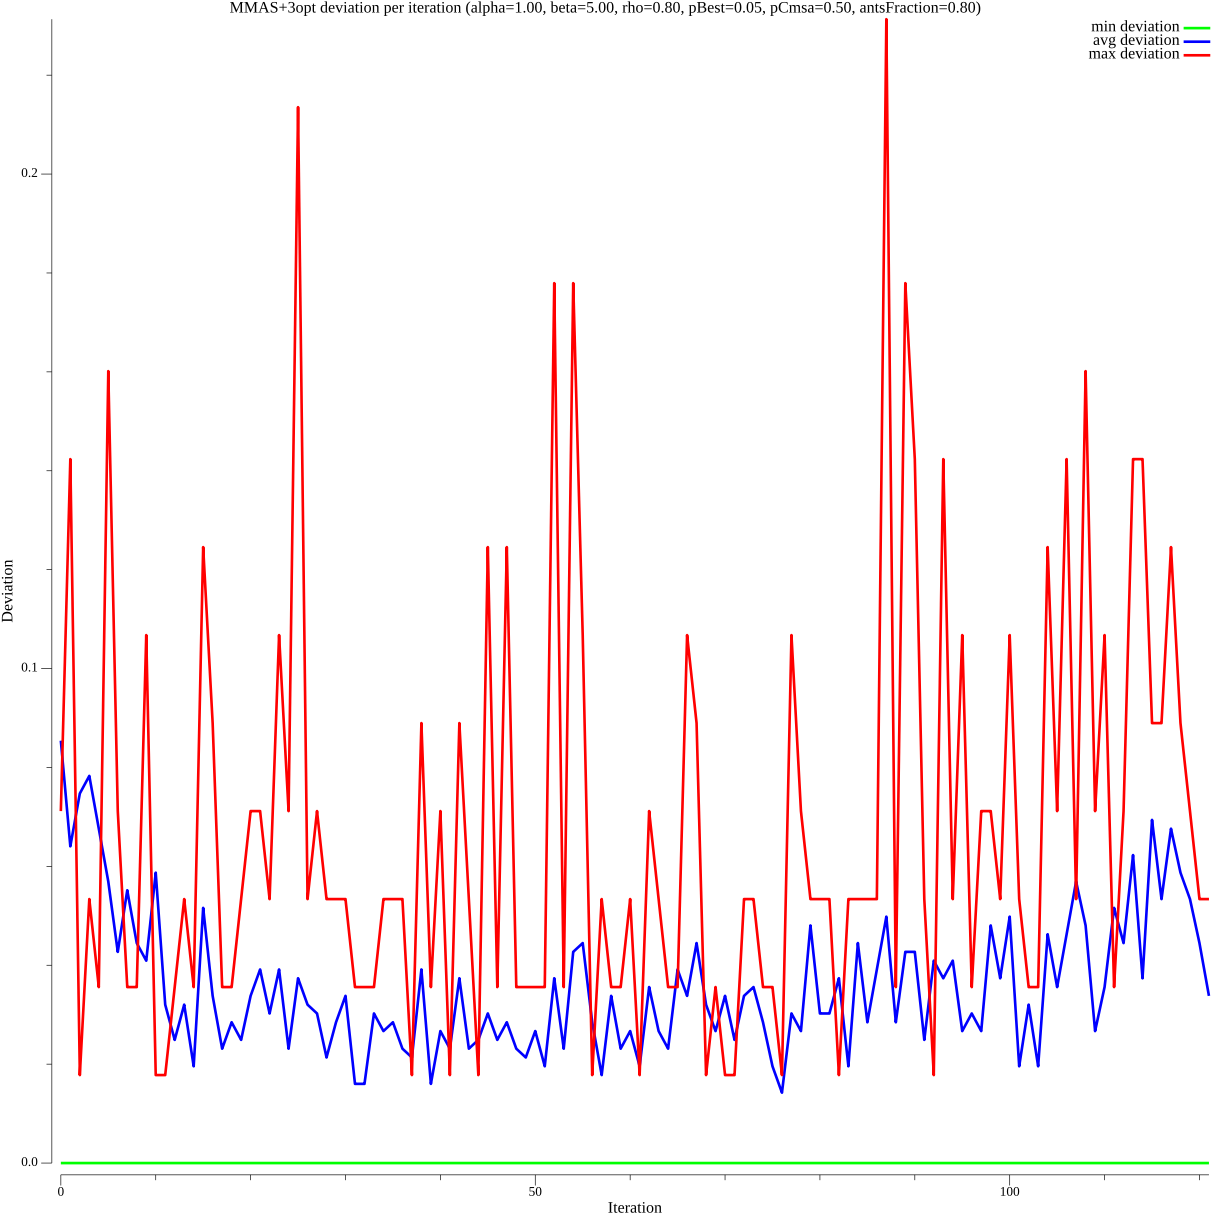 MMAS+3opt deviation per iteration (alpha=1.00, beta=5.00, rho=0.80, pBest=0.05, pCmsa=0.50, antsFraction=0.80)
min deviation
avg deviation
max deviation
0.2
0.1
0.0
Deviation
0 50 100
Iteration